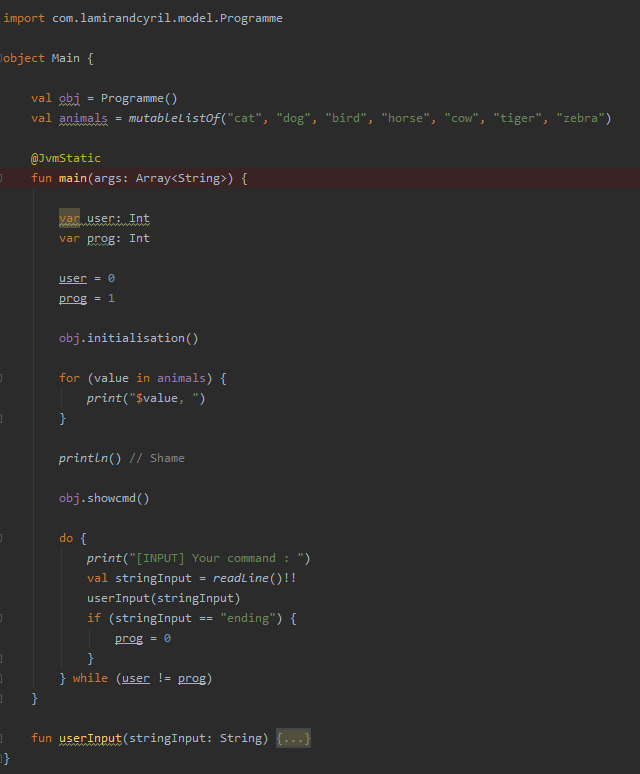 import com.lamirandcyril.model.Programme
object Main {
val obj = Programme()
val animals = mutableListOf("cat", "dog", "bird", "horse", "cow", "tiger", "zebra")
@JvmStatic
fun main(args: Array<String>) {
var user: Int
var prog: Int
user = 0
prog = 1
obj.initialisation()
for (value in animals) {
print("$value, ")
}
println() // Shame
obj.showcmd()
do {
print("[INPUT] Your command : ")
val stringInput = readLine()!!
userInput(stringInput)
if (stringInput == "ending") {
prog = 0
}
} while (user != prog)
}
fun userInput(stringInput: String) {...}
}